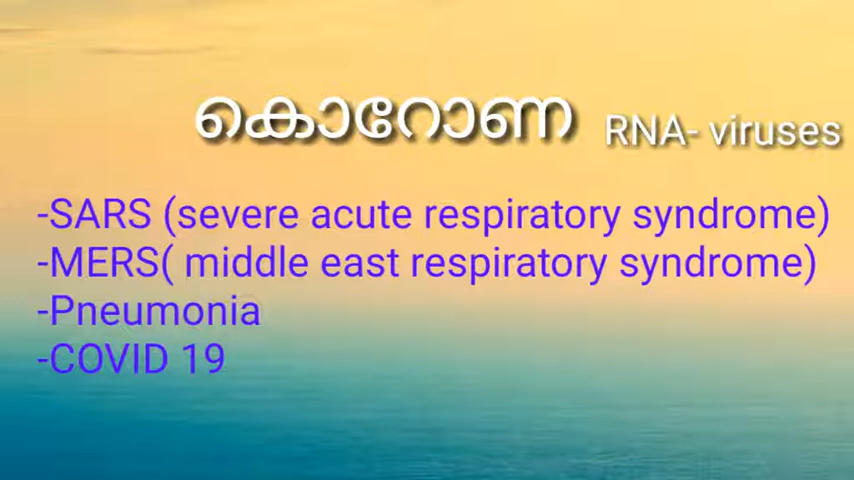 കൊറോണ RNA- viruses
-SARS (severe acute respiratory syndrome)
-MERS( middle east respiratory syndrome)
-Pneumonia
-COVID 19